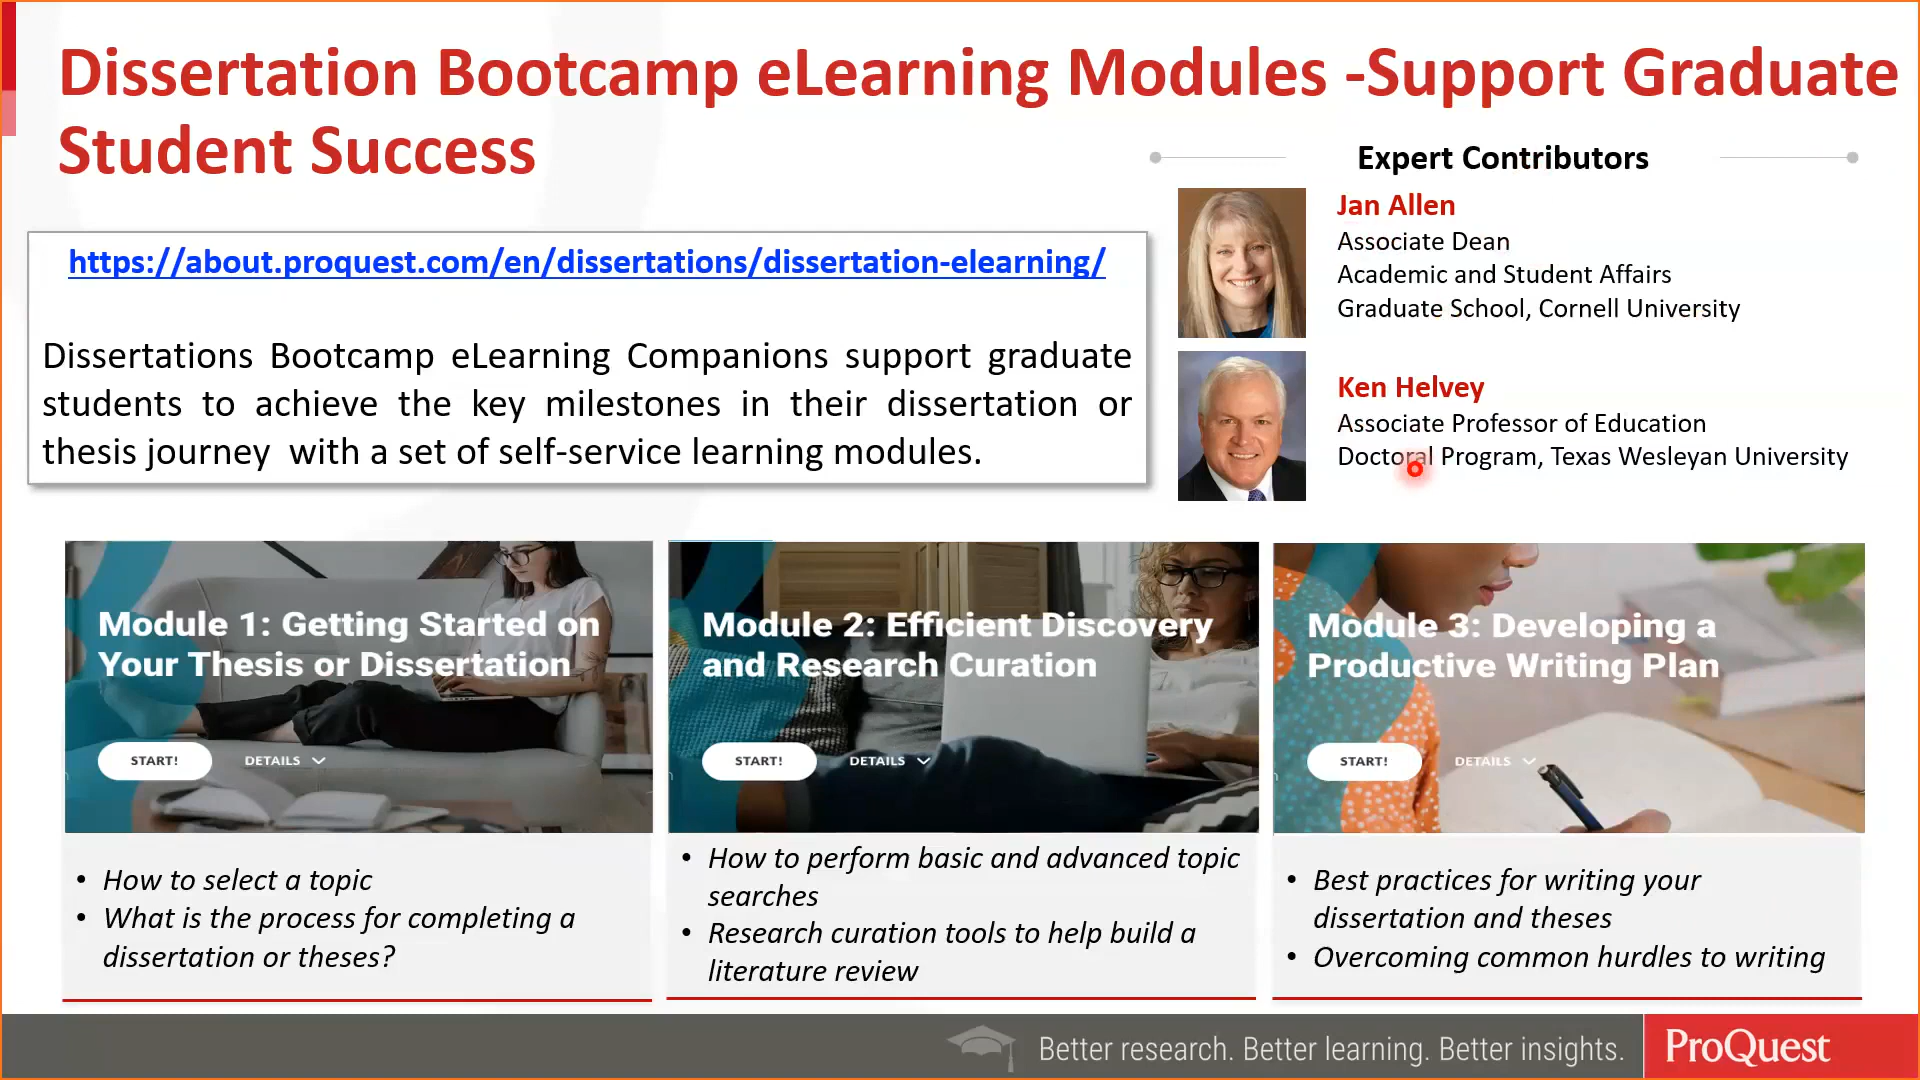 Dissertation Bootcamp eLearning Modules -Support Graduate
Student Success
https://about.proquest.com/en/dissertations/dissertation-elearning/
Dissertations Bootcamp eLearning Companions support graduate
students to achieve the key milestones in their dissertation or
thesis journey with a set of self-service learning modules.
Expert Contributors
Jan Allen
Associate Dean
Academic and Student Affairs
Graduate School, Cornell University
Ken Helvey
Associate Professor of Education
Doctoral Program, Texas Wesleyan University
Module 1: Getting Started on
Your Thesis or Dissertation
START!
DETAILS
• How to select a topic
• What is the process for completing a
dissertation or theses?
Module 2: Efficient Discovery
and Research Curation
START!
DETAILS
• How to perform basic and advanced topic
searches
• Research curation tools to help build a
literature review
Module 3: Developing a
Productive Writing Plan
START!
DETAILS
• Best practices for writing your
dissertation and theses
• Overcoming common hurdles to writing
Better research. Better learning. Better insights.
ProQuest